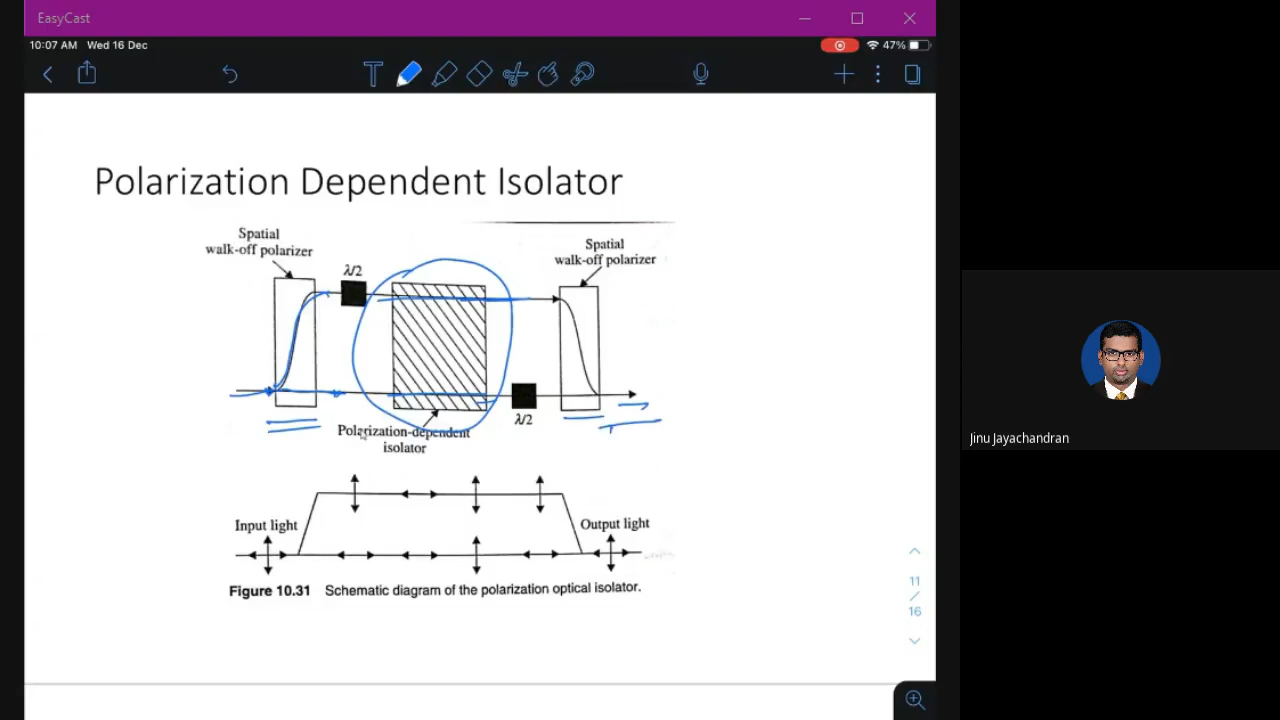 EasyCast
10:07 AM Wed 16 Dec
47%
Polarization Dependent Isolator
Spatial
walk-off polarizer
Spatial
walk-off polarizer
λ/2
λ/2
Polarization-dependent
isolator
Input light
Output light
Figure 10.31 Schematic diagram of the polarization optical isolator.
11
/
16
Jinu Jayachandran